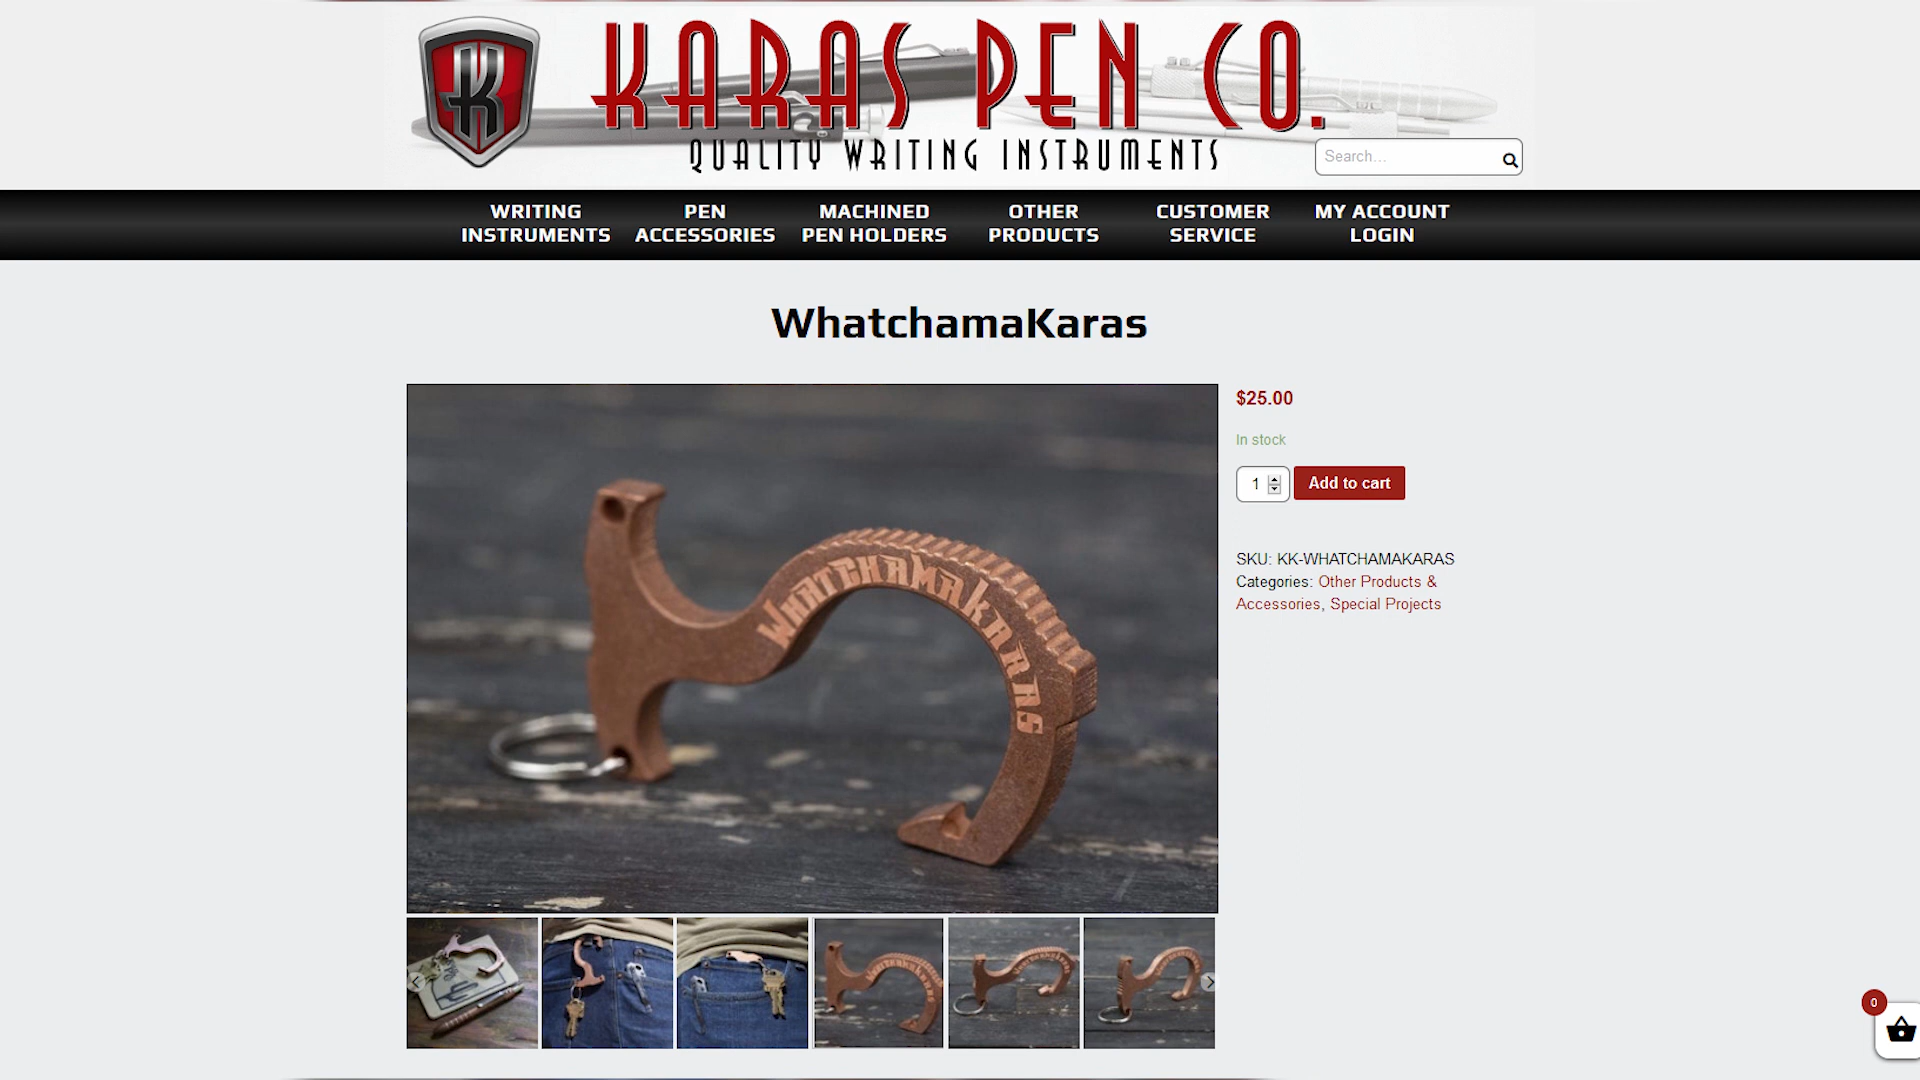 K
KARAS PEN CO.
QUALITY WRITING INSTRUMENTS
Search...
WRITING INSTRUMENTS
PEN ACCESSORIES
MACHINED PEN HOLDERS
OTHER PRODUCTS
CUSTOMER SERVICE
MY ACCOUNT LOGIN
WhatchamaKaras
WHATCHAMAKARAS
$25.00
In stock
1
Add to cart
SKU: KK-WHATCHAMAKARAS
Categories: Other Products &
Accessories, Special Projects
0